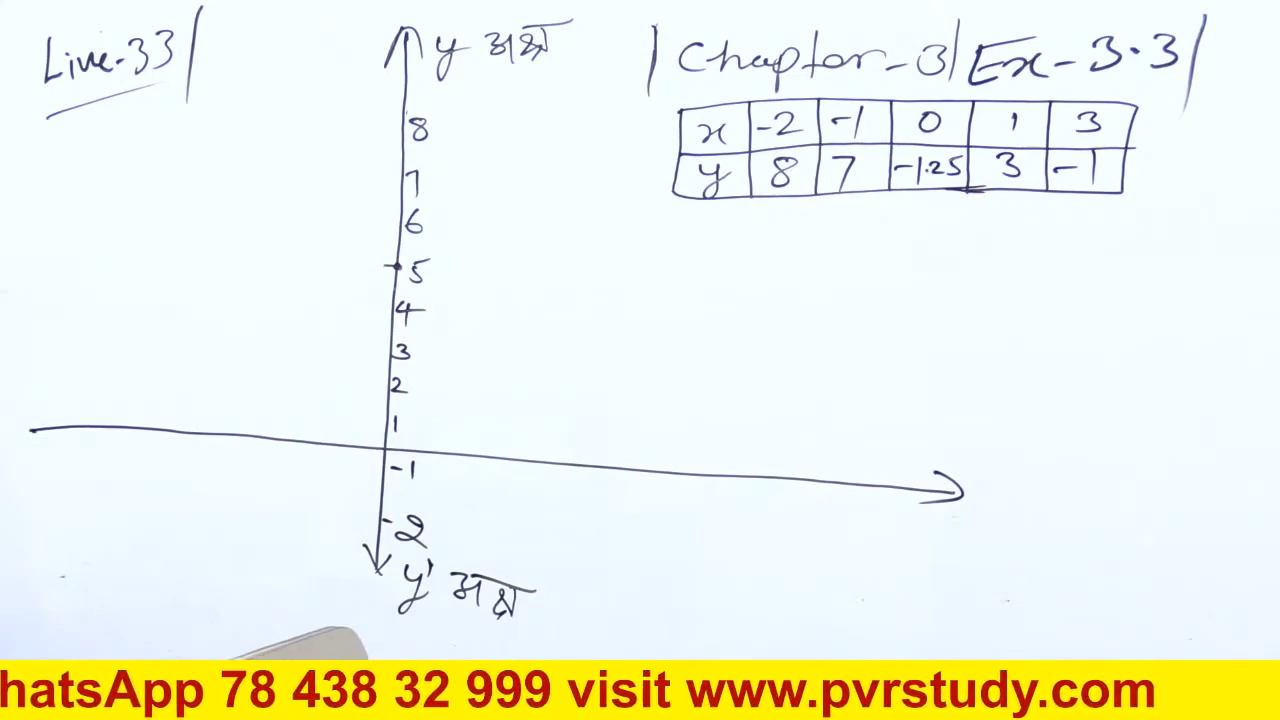 Live-33
Chapter-3 Ex-3.3
y अक्ष
x -2 -1 0 1 3
y 8 7 -1.25 3 -1
8
7
6
5
4
3
2
1
-1
-2
y' अक्ष
hatsApp 78 438 32 999 visit www.pvrstudy.com